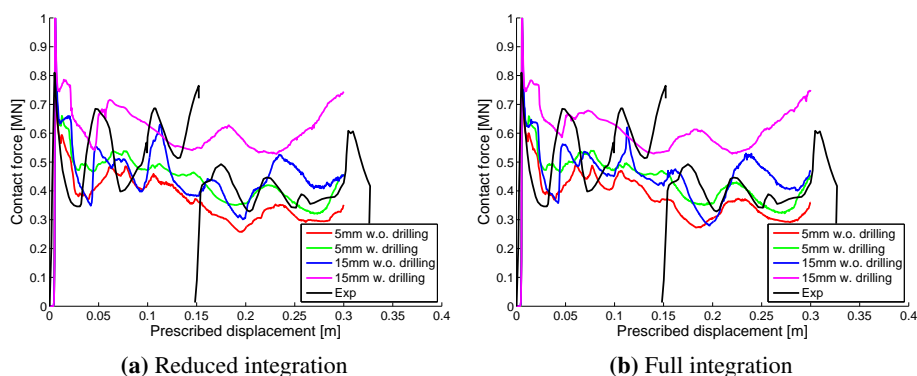 Contact force [MN]
1
0.9
0.8
0.7
0.6
0.5
0.4
0.3
0.2
0.1
0
0 0.05 0.1 0.15 0.2 0.25 0.3 0.35 0.4
Prescribed displacement [m]
5mm w.o. drilling
5mm w. drilling
15mm w.o. drilling
15mm w. drilling
Exp
(a) Reduced integration
Contact force [MN]
1
0.9
0.8
0.7
0.6
0.5
0.4
0.3
0.2
0.1
0
0 0.05 0.1 0.15 0.2 0.25 0.3 0.35 0.4
Prescribed displacement [m]
5mm w.o. drilling
5mm w. drilling
15mm w.o. drilling
15mm w. drilling
Exp
(b) Full integration